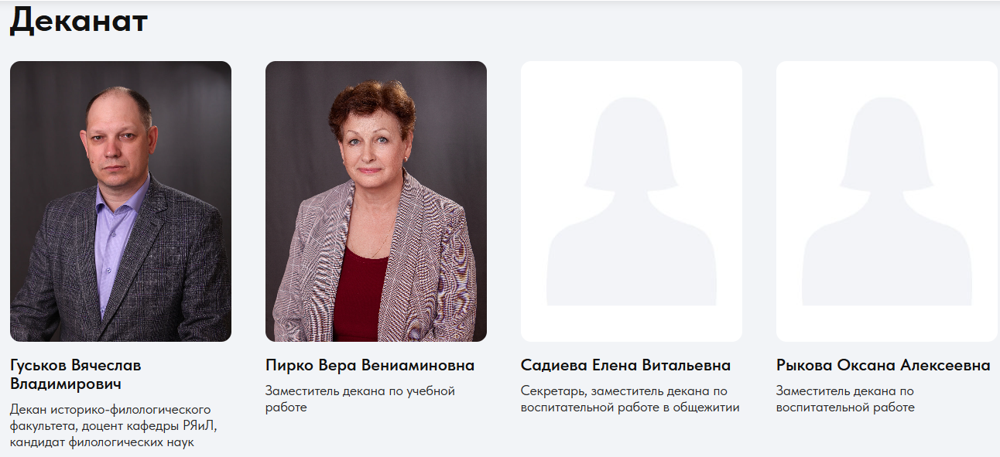 Деканат
Гуськов Вячеслав
Владимирович
Декан историко-филологического
факультета, доцент кафедры РЯиЛ,
кандидат филологических наук
Пирко Вера Вениаминовна
Заместитель декана по учебной
работе
Садиева Елена Витальевна
Секретарь, заместитель декана по
воспитательной работе в общежитии
Рыкова Оксана Алексеевна
Заместитель декана по
воспитательной работе